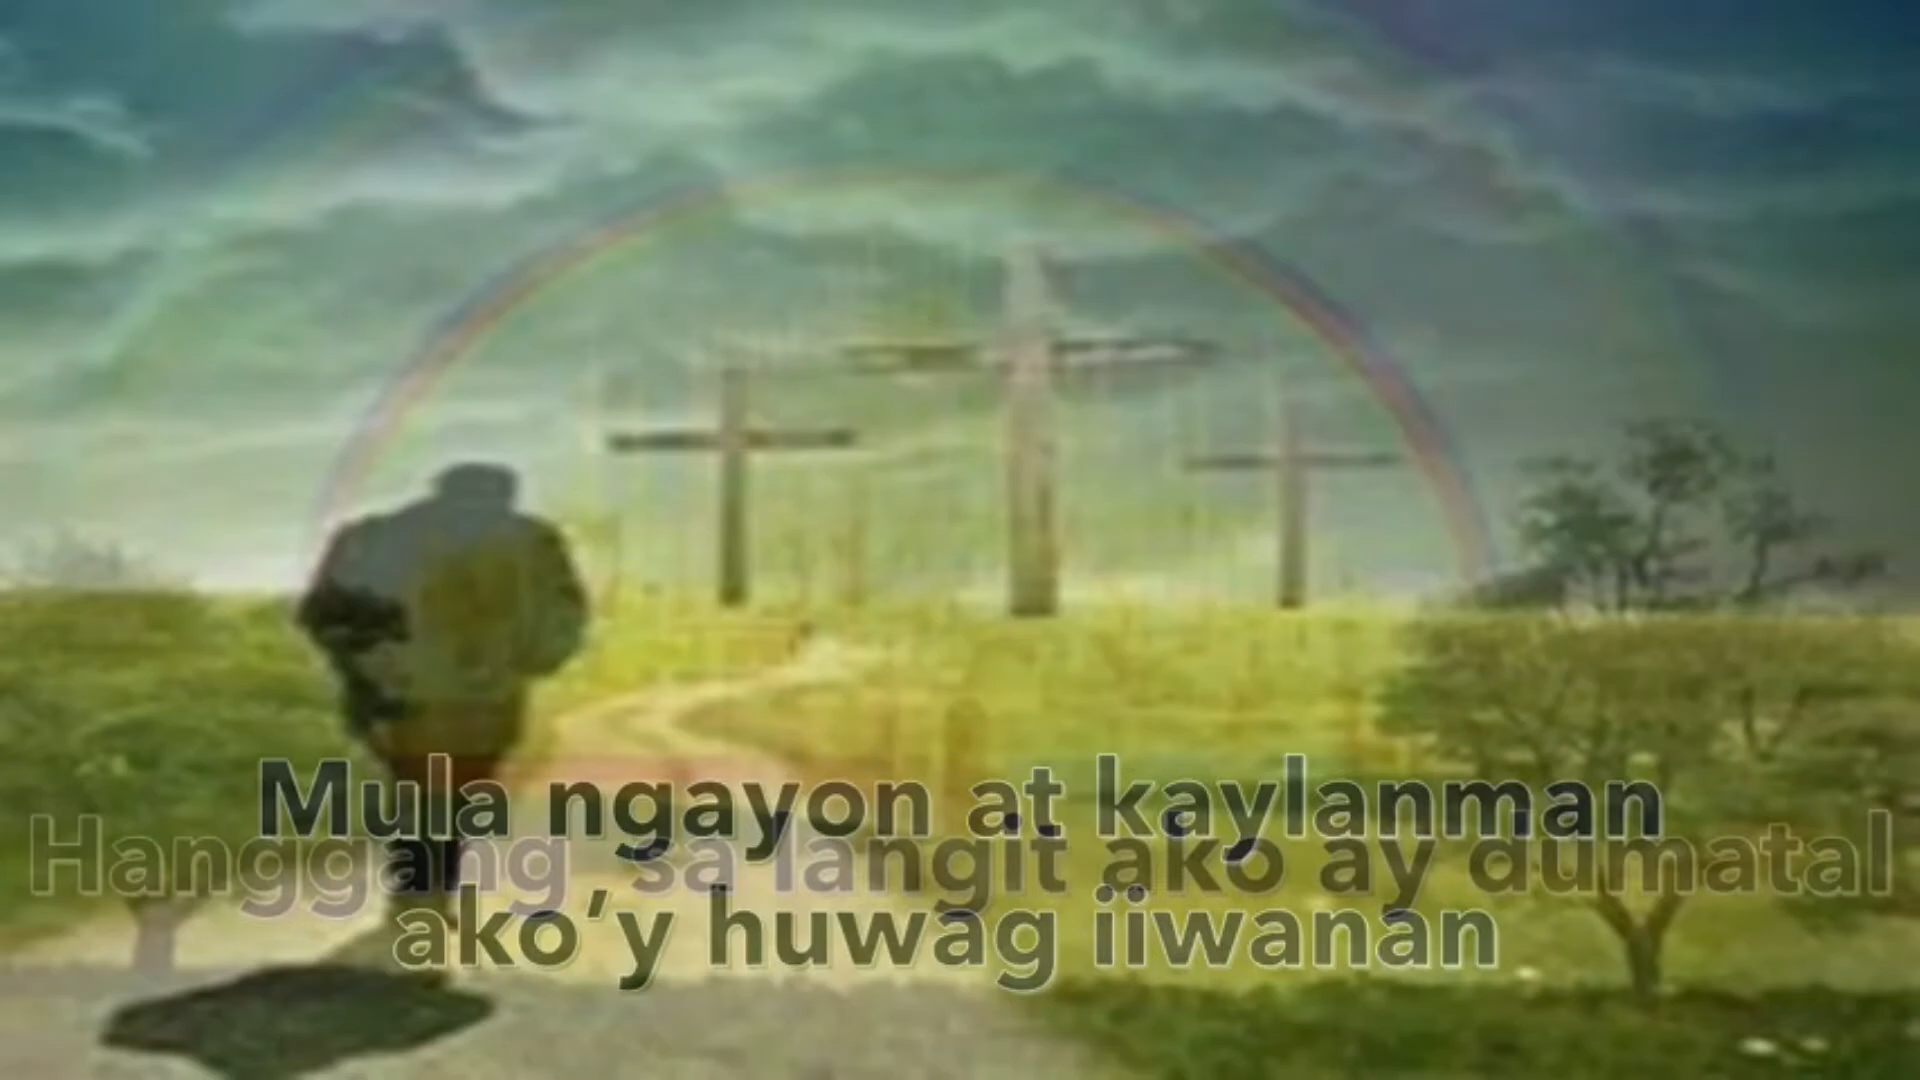 Mula ngayon at kaylanman
Hanggang sa langit ako ay dumatal
ako’y huwag iiwanan